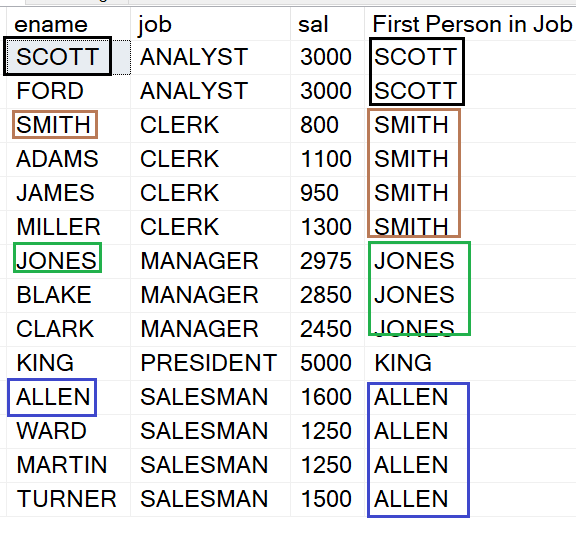 ename job sal First Person in Job
SCOTT ANALYST 3000 SCOTT
FORD ANALYST 3000 SCOTT
SMITH CLERK 800 SMITH
ADAMS CLERK 1100 SMITH
JAMES CLERK 950 SMITH
MILLER CLERK 1300 SMITH
JONES MANAGER 2975 JONES
BLAKE MANAGER 2850 JONES
CLARK MANAGER 2450 JONES
KING PRESIDENT 5000 KING
ALLEN SALESMAN 1600 ALLEN
WARD SALESMAN 1250 ALLEN
MARTIN SALESMAN 1250 ALLEN
TURNER SALESMAN 1500 ALLEN